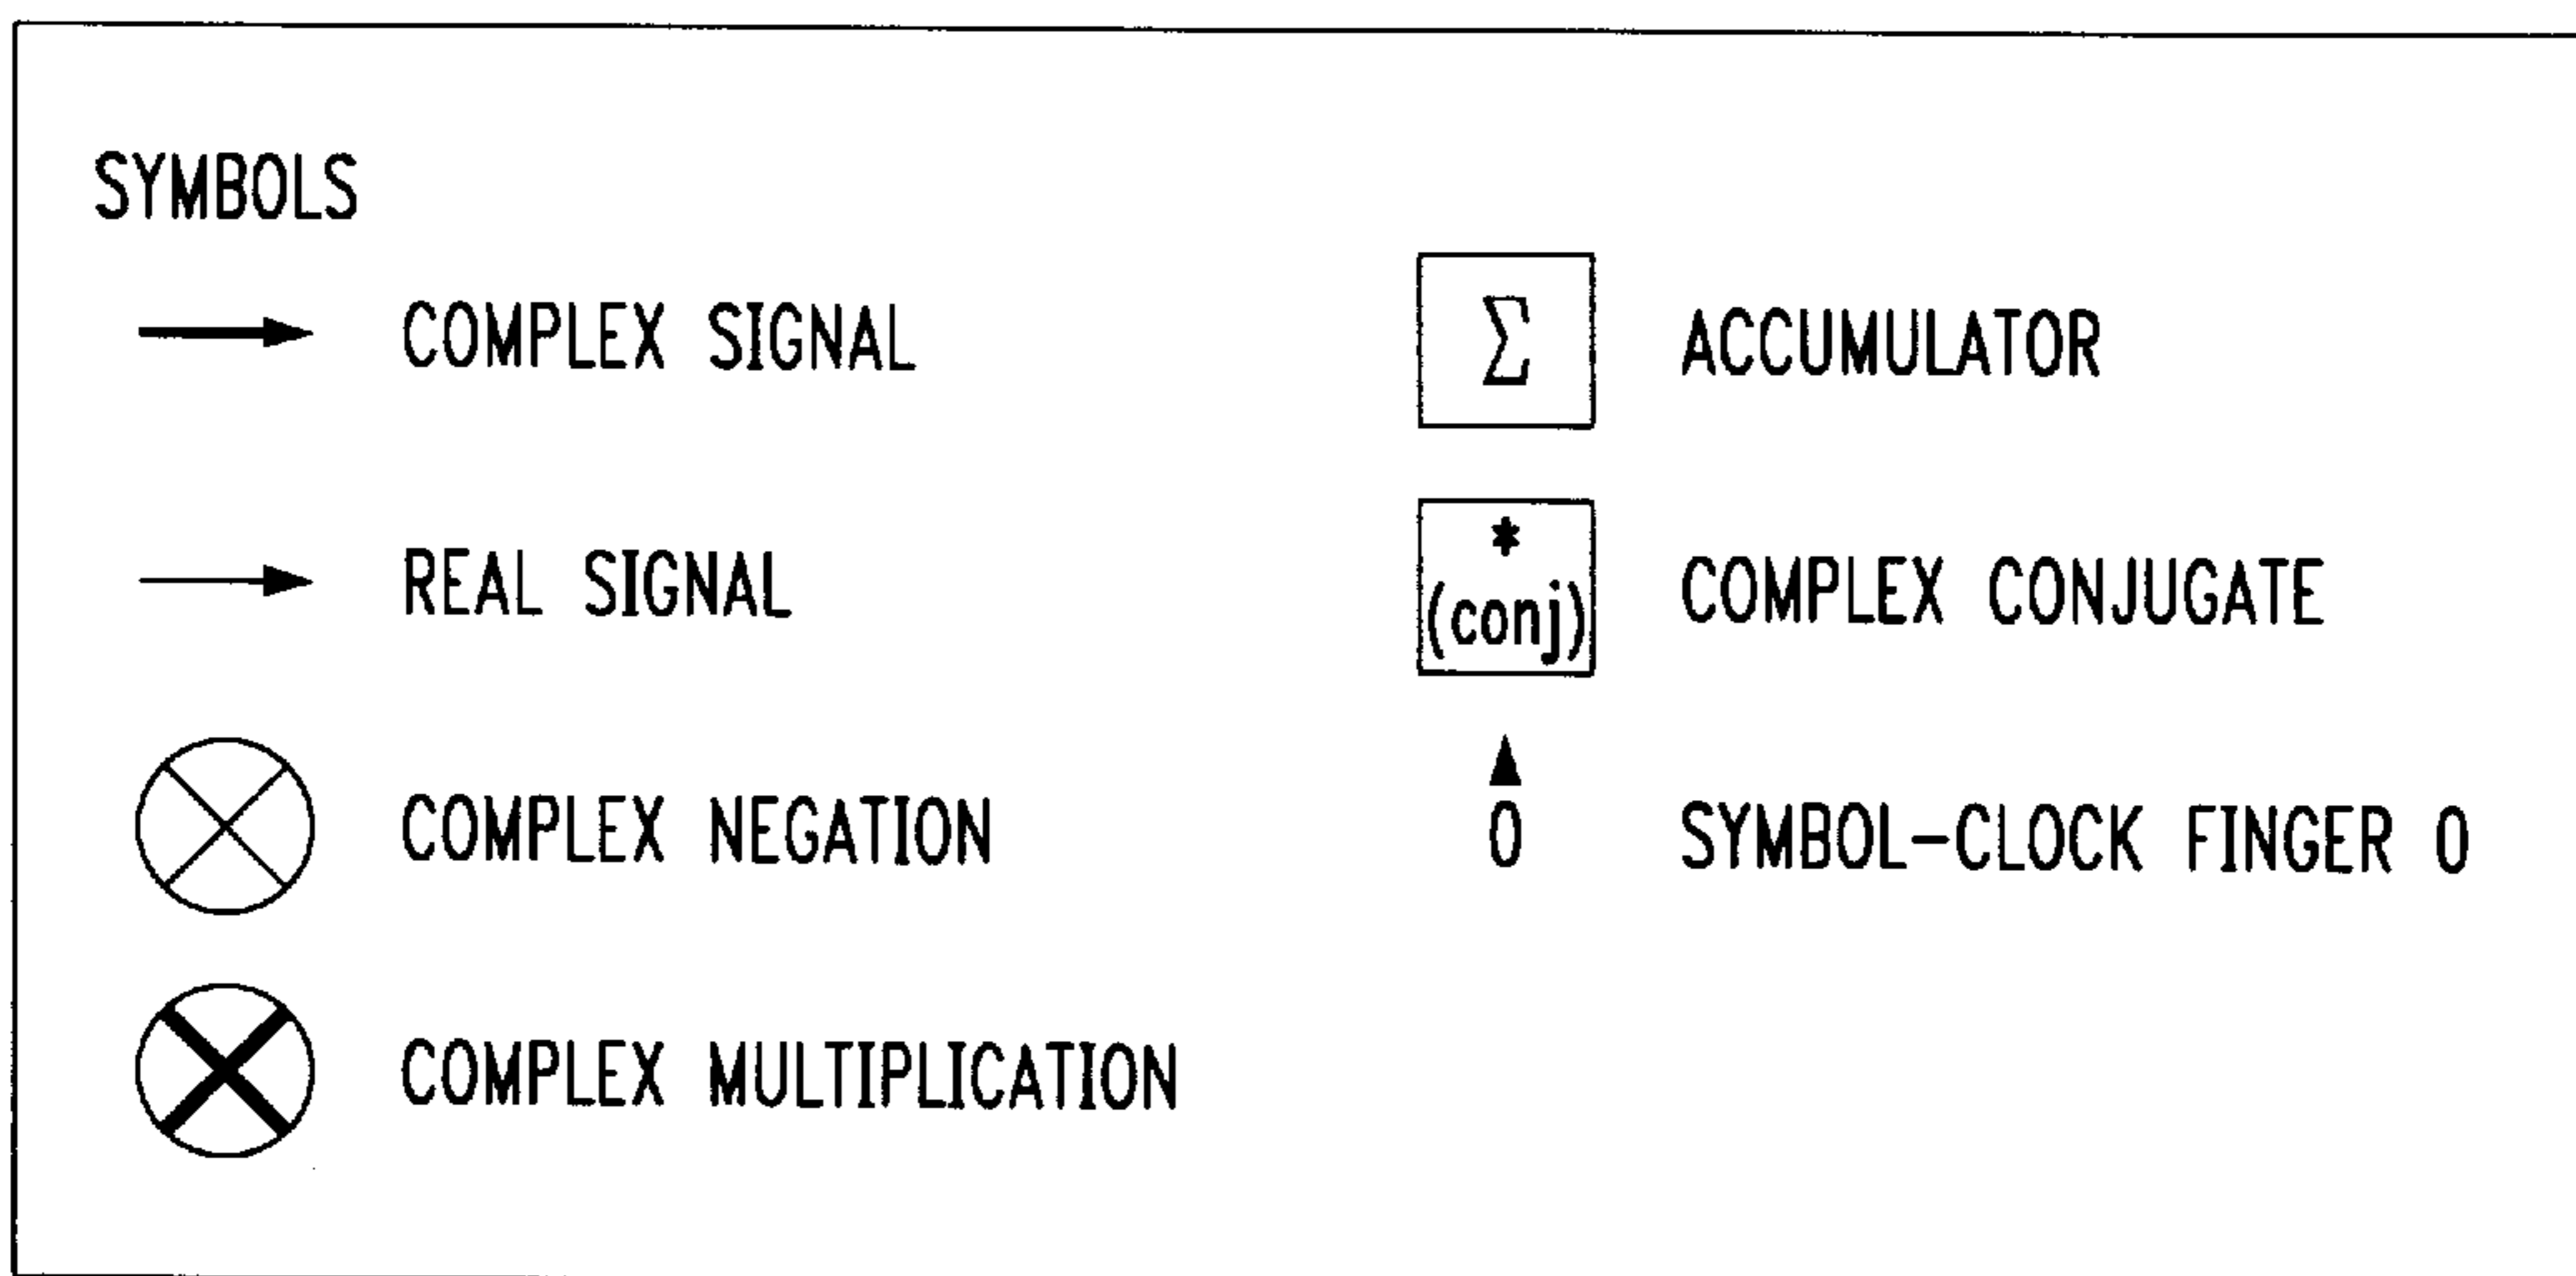 SYMBOLS
COMPLEX SIGNAL
REAL SIGNAL
COMPLEX NEGATION
COMPLEX MULTIPLICATION
Σ ACCUMULATOR
*
(conj) COMPLEX CONJUGATE
0 SYMBOL-CLOCK FINGER 0